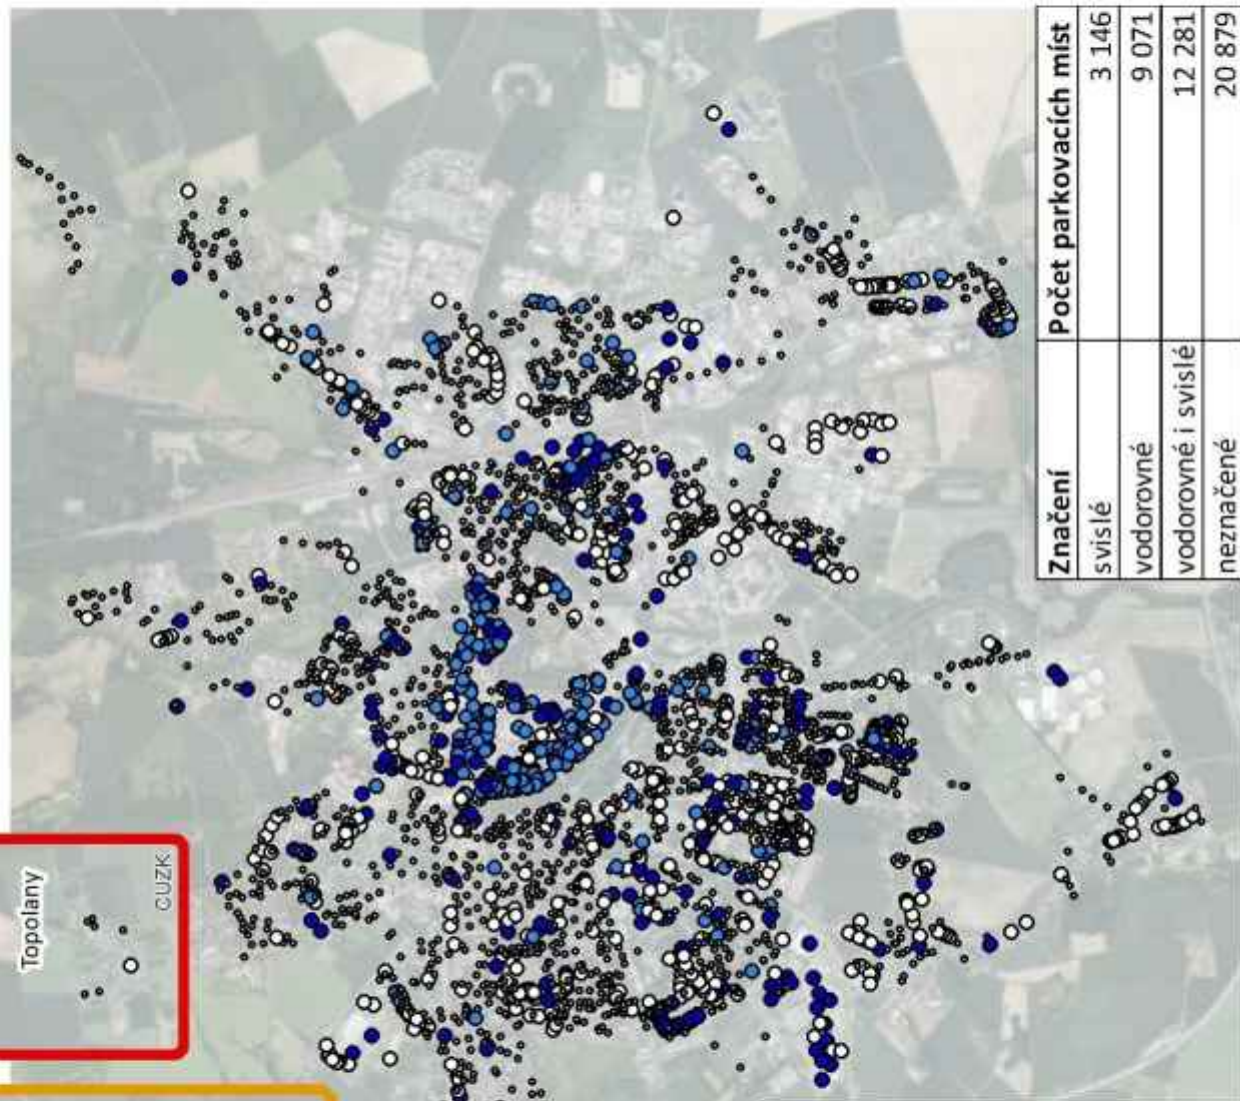 Topolany
CUZK
Značení Počet parkovacích míst
svislé 3 146
vodorovné 9 071
vodorovné i svislé 12 281
neznačené 20 879